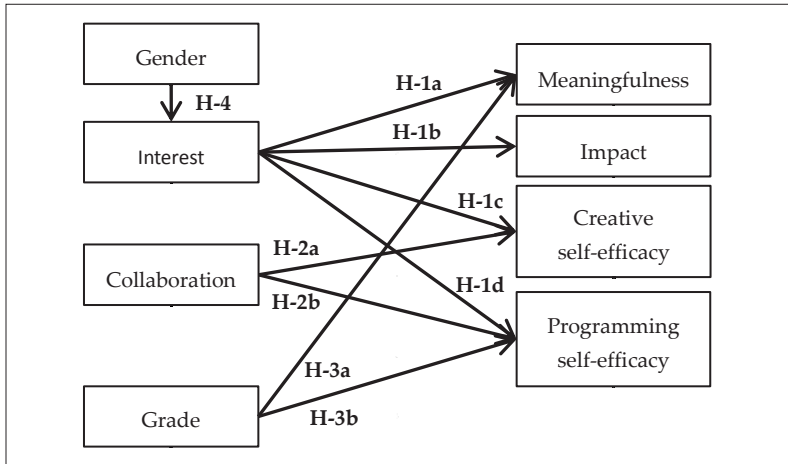 Gender
H-4
Interest
Collaboration
Grade
H-1a
H-1b
H-1c
H-2a
H-1d
H-2b
H-3a
H-3b
Meaningfulness
Impact
Creative
self-efficacy
Programming
self-efficacy